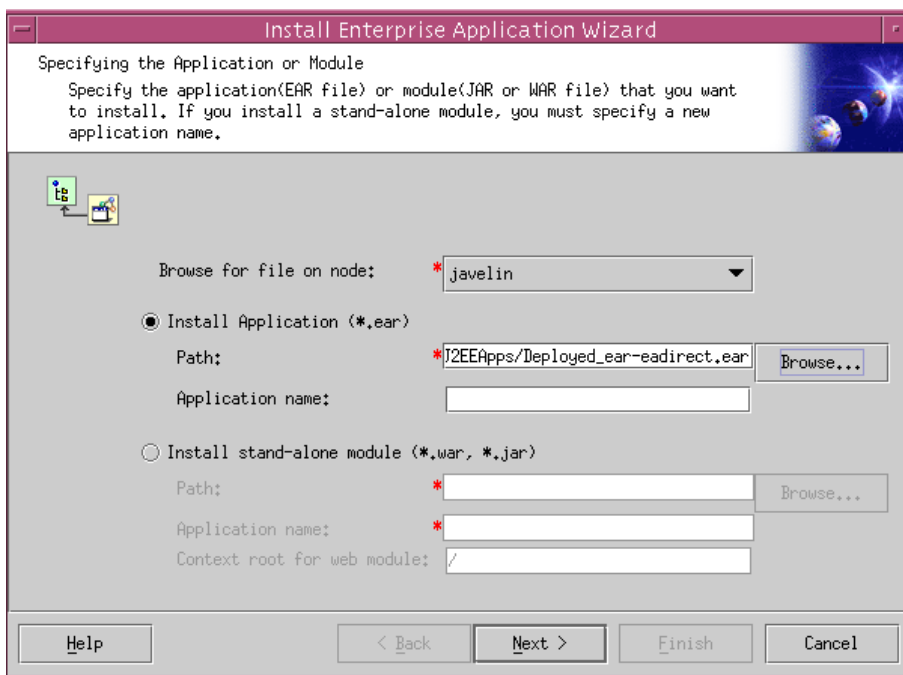 Install Enterprise Application Wizard
Specifying the Application or Module
Specify the application(EAR file) or module(JAR or WAR file) that you want
to install. If you install a stand-alone module, you must specify a new
application name.
Browse for file on node: * javelin
Install Application (*.ear)
Path: * J2EEApps/Deployed_ear-eadirect.ear Browse...
Application name:
Install stand-alone module (*.war, *.jar)
Path: * Browse...
Application name: *
Context root for web module: /
Help < Back Next > Finish Cancel